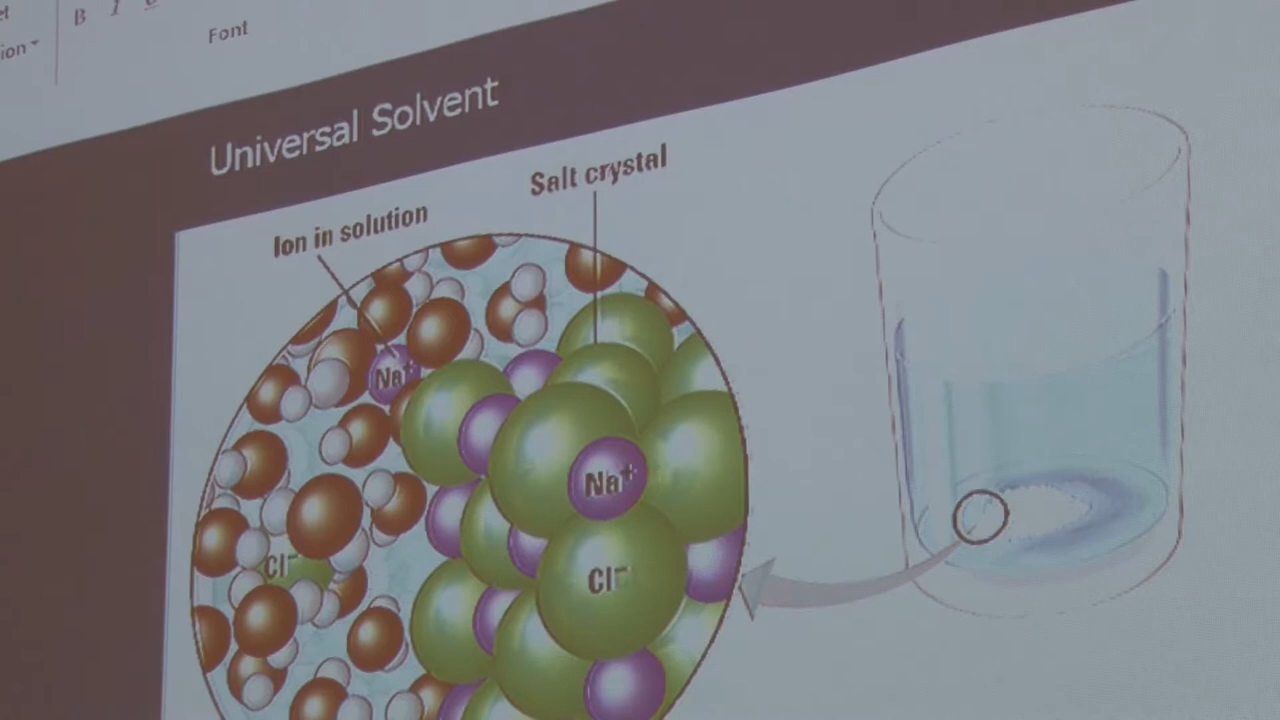 B I U
Font
Universal Solvent
Salt crystal
Ion in solution
Na⁺
Na⁺
Cl⁻
Cl⁻